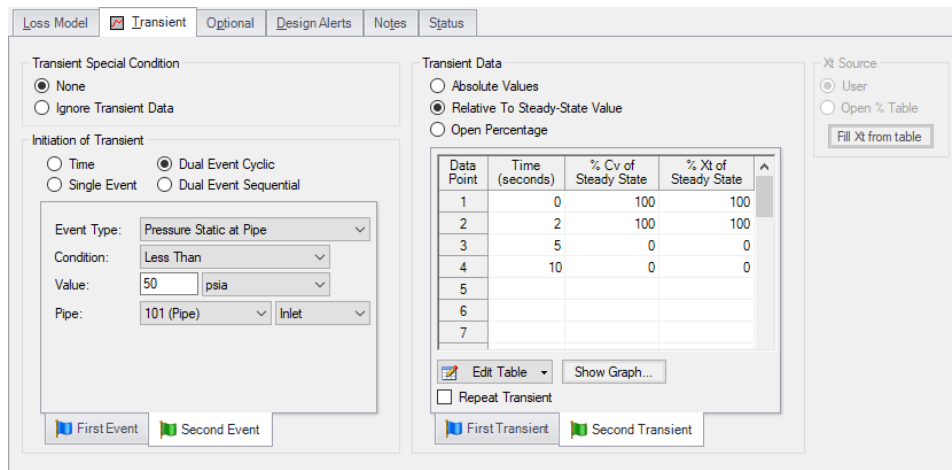 Loss Model Transient Optional Design Alerts Notes Status
Transient Special Condition
None
Ignore Transient Data
Initiation of Transient
Time Dual Event Cyclic
Single Event Dual Event Sequential
Event Type: Pressure Static at Pipe
Condition: Less Than
Value: 50 psia
Pipe: 101 (Pipe) Inlet
First Event Second Event
Transient Data
Absolute Values
Relative To Steady-State Value
Open Percentage
Data Point Time (seconds) % Cv of Steady State % Xt of Steady State
1 0 100 100
2 2 100 100
3 5 0 0
4 10 0 0
5
6
7
Edit Table Show Graph...
Repeat Transient
First Transient Second Transient
Xt Source
User
Open % Table
Fill Xt from table